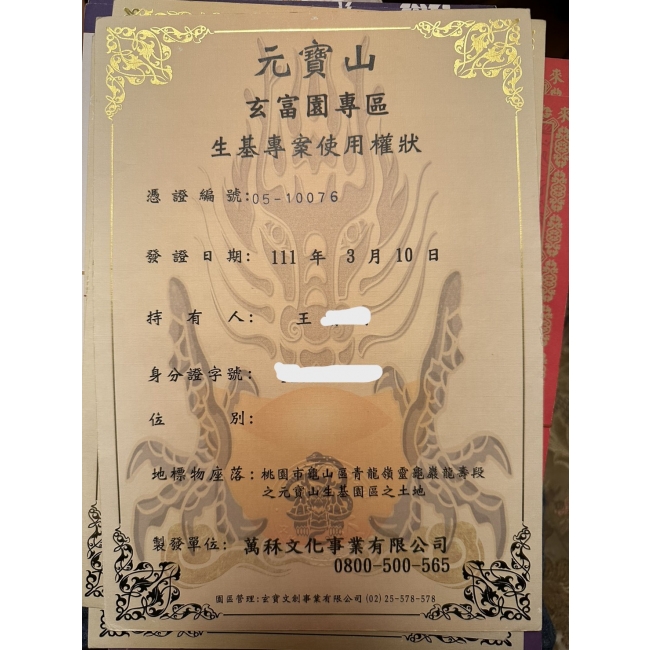 元寶山
玄富園專區
生基專案使用權狀
憑證編號:05-10076
發證日期: 111 年 3 月 10 日
持有人: 王
身分證字號:
位別:
地標物座落:桃園市龜山區青龍嶺靈龜巖龍壽段
之元寶山生基園區之土地
製發單位: 萬秝文化事業有限公司
0800-500-565
園區管理:玄寶文創事業有限公司(02)25-578-578
來
來